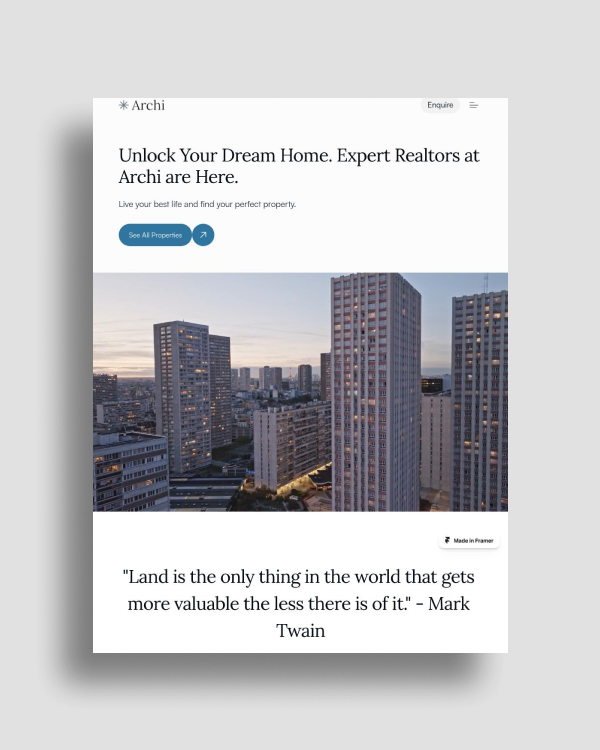 Archi
Enquire
Unlock Your Dream Home. Expert Realtors at
Archi are Here.
Live your best life and find your perfect property.
See All Properties
Made in Framer
"Land is the only thing in the world that gets
more valuable the less there is of it." - Mark
Twain